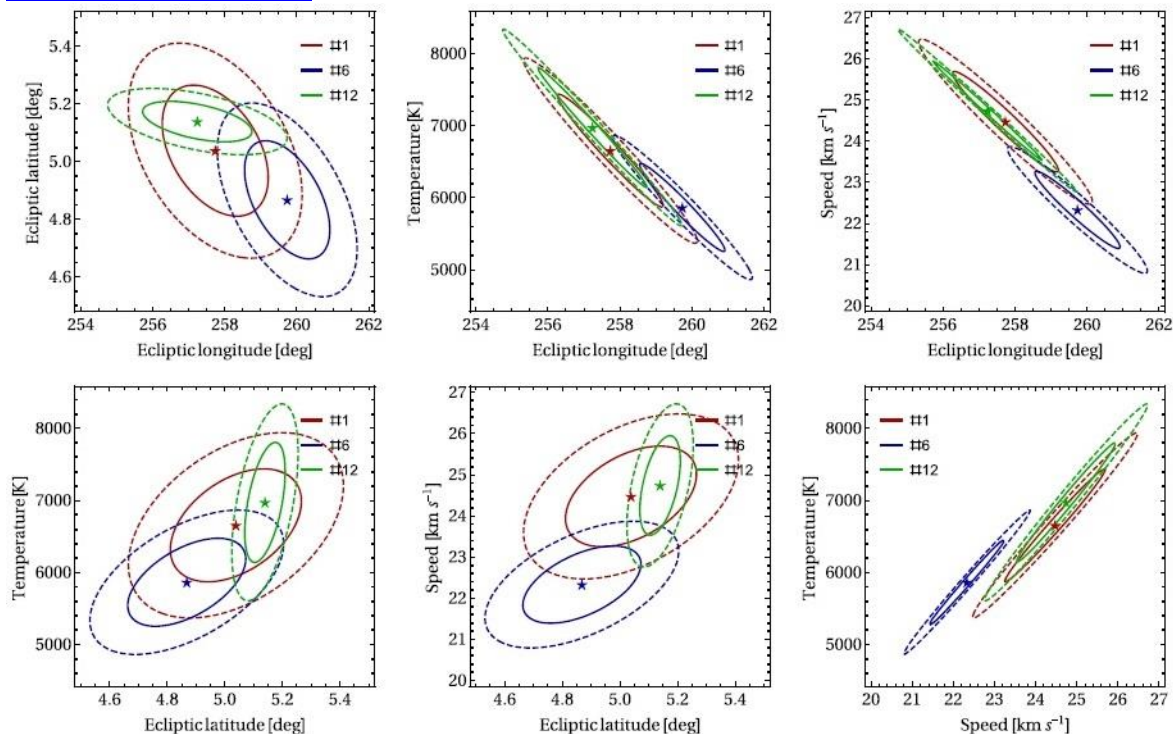 5.4
5.2
5.0
4.8
4.6
Ecliptic latitude [deg]
254 256 258 260 262
Ecliptic longitude [deg]
#1
#6
#12
8000
7000
6000
5000
Temperature[K]
254 256 258 260 262
Ecliptic longitude [deg]
#1
#6
#12
27
26
25
24
23
22
21
20
Speed [km s⁻¹]
254 256 258 260 262
Ecliptic longitude [deg]
#1
#6
#12
8000
7000
6000
5000
Temperature[K]
4.6 4.8 5.0 5.2 5.4
Ecliptic latitude [deg]
#1
#6
#12
27
26
25
24
23
22
21
20
Speed [km s⁻¹]
4.6 4.8 5.0 5.2 5.4
Ecliptic latitude [deg]
#1
#6
#12
8000
7000
6000
5000
Temperature[K]
20 21 22 23 24 25 26 27
Speed [km s⁻¹]
#1
#6
#12